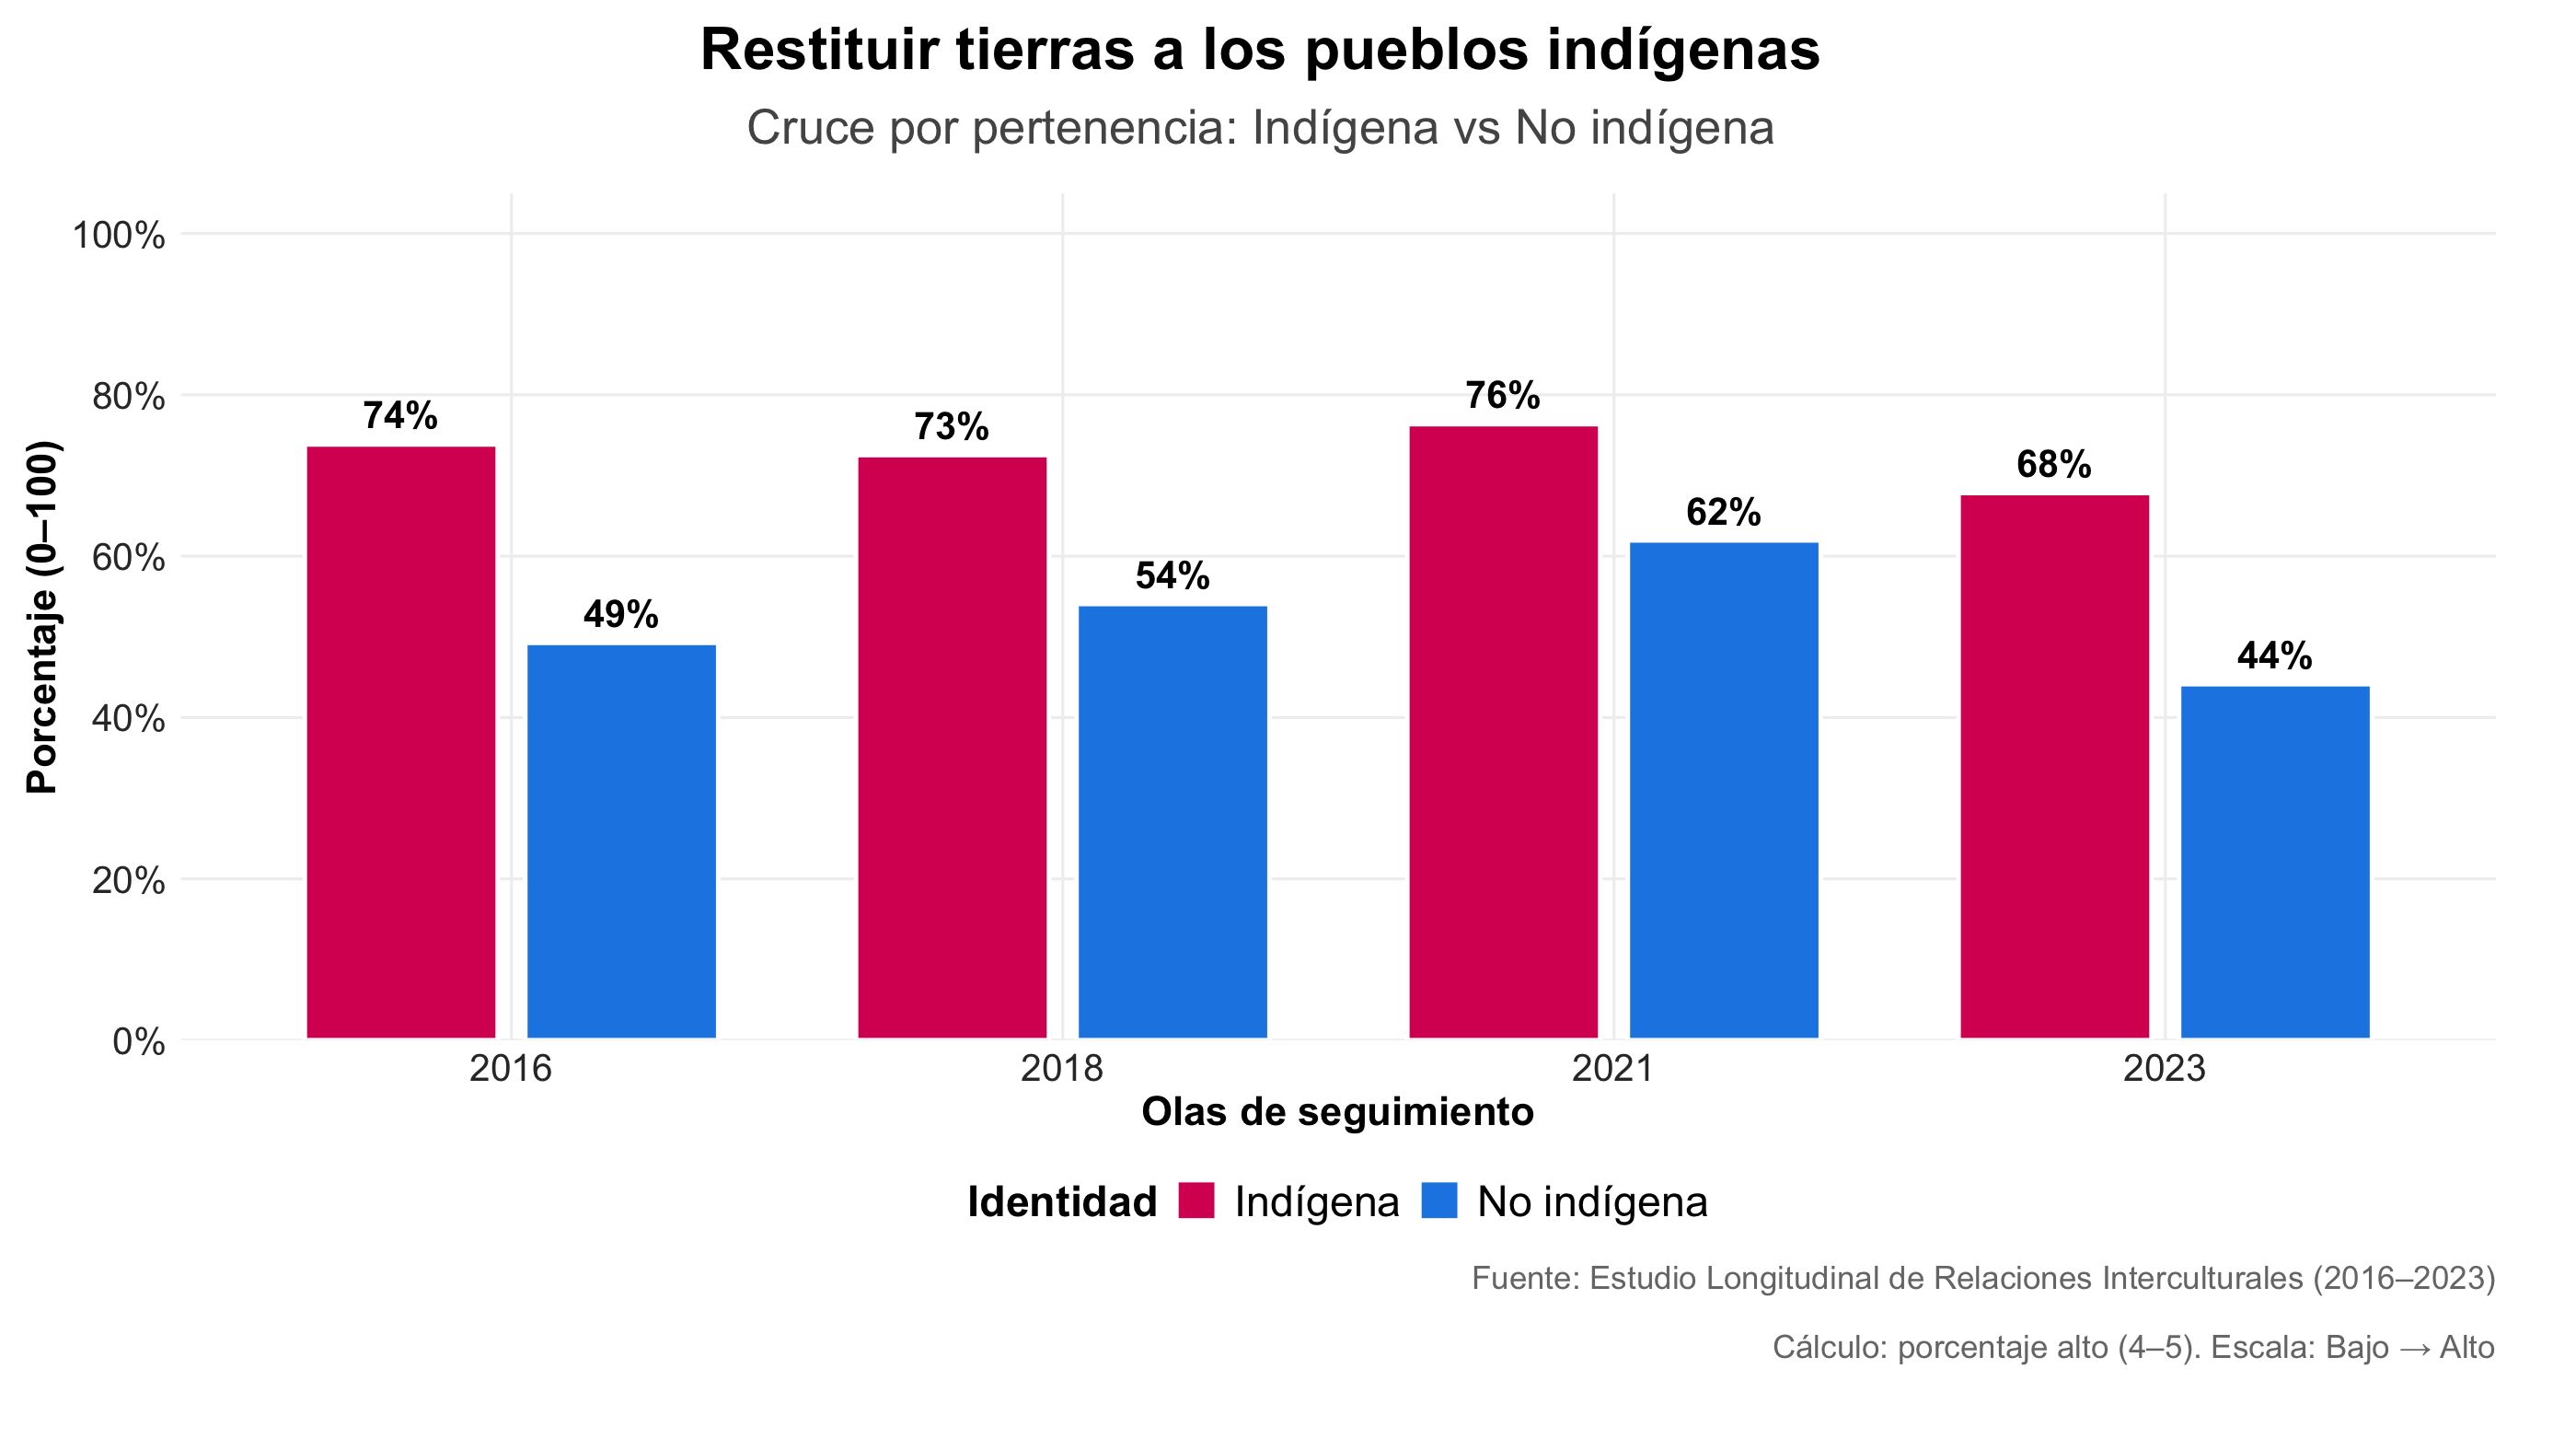 Restituir tierras a los pueblos indígenas
Cruce por pertenencia: Indígena vs No indígena
Porcentaje (0–100)
100%
80%
60%
40%
20%
0%
74%
49%
73%
54%
76%
62%
68%
44%
2016
2018
2021
2023
Olas de seguimiento
Identidad Indígena No indígena
Fuente: Estudio Longitudinal de Relaciones Interculturales (2016–2023)
Cálculo: porcentaje alto (4–5). Escala: Bajo → Alto